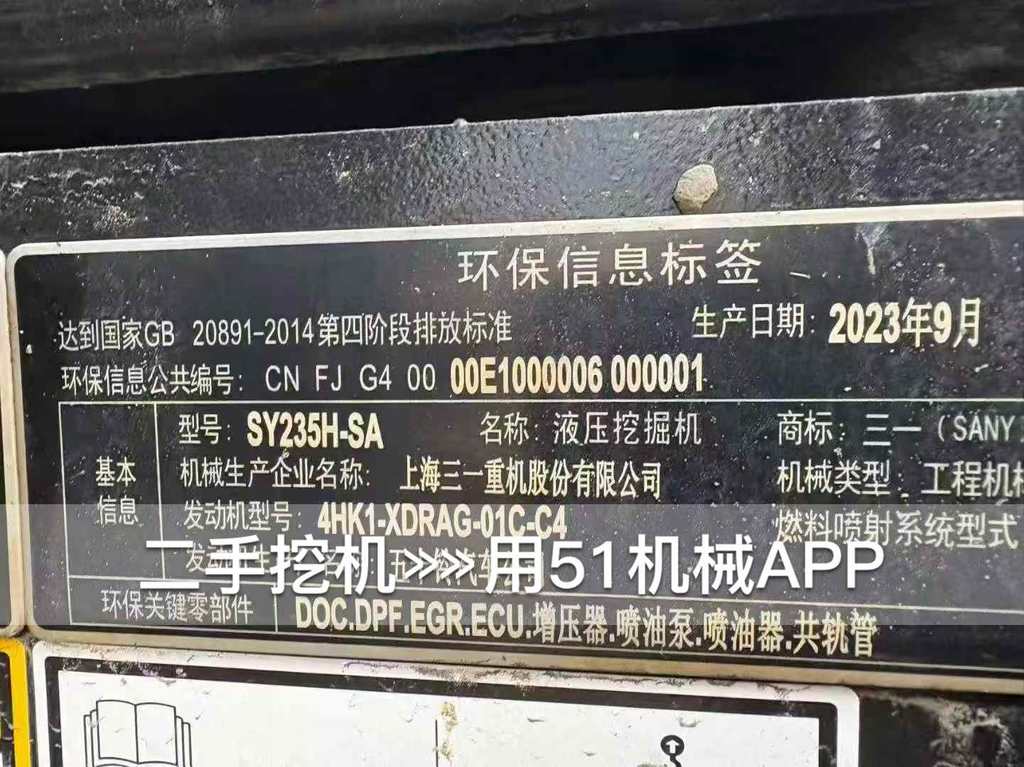 环保信息标签
达到国家GB 20891-2014第四阶段排放标准 生产日期: 2023年9月
环保信息公共编号: CN FJ G4 00 00E1000006 000001
型号: SY235H-SA 名称: 液压挖掘机 商标: 三一(SANY
基本信息
机械生产企业名称: 上海三一重机股份有限公司 机械类型: 工程机械
发动机型号: 4HK1-XDRAG-01C-C4 燃料喷射系统型式
二手挖机>>>用51机械APP
环保关键零部件 DOC.DPF.EGR.ECU.增压器.喷油泵.喷油器.共轨管